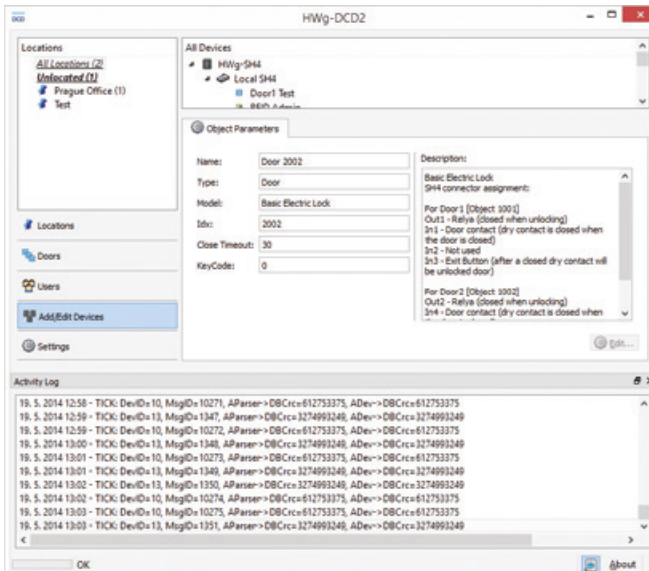 DCD
HWg-DCD2
Locations
All Locations (2)
Unlocated (1)
Prague Office (1)
Test
All Devices
HWg-SH4
Local SH4
Door1 Test
RFID Admin
Object Parameters
Name:
Door 2002
Type:
Door
Model:
Basic Electric Lock
Idx:
2002
Close Timeout:
30
KeyCode:
0
Description:
Basic Electric Lock
SH4 connector assignment:
For Door1 [Object 1001]
Out1 - Relya (closed when unlocking)
In1 - Door contact (dry contact is closed when
the door is closed)
In2 - Not used
In3 - Exit Button (after a closed dry contact will
be unlocked door)
For Door2 [Object 1002]
Out2 - Relya (closed when unlocking)
In4 - Door contact (dry contact is closed when
Edit...
Locations
Doors
Users
Add/Edit Devices
Settings
Activity Log
19. 5. 2014 12:58 - TICK: DevID=10, MsgID=10271, AParser->DBCrc=612753375, ADev->DBCrc=612753375
19. 5. 2014 12:59 - TICK: DevID=13, MsgID=1347, AParser->DBCrc=3274993249, ADev->DBCrc=3274993249
19. 5. 2014 12:59 - TICK: DevID=10, MsgID=10272, AParser->DBCrc=612753375, ADev->DBCrc=612753375
19. 5. 2014 13:00 - TICK: DevID=13, MsgID=1348, AParser->DBCrc=3274993249, ADev->DBCrc=3274993249
19. 5. 2014 13:01 - TICK: DevID=10, MsgID=10273, AParser->DBCrc=612753375, ADev->DBCrc=612753375
19. 5. 2014 13:01 - TICK: DevID=13, MsgID=1349, AParser->DBCrc=3274993249, ADev->DBCrc=3274993249
19. 5. 2014 13:02 - TICK: DevID=13, MsgID=1350, AParser->DBCrc=3274993249, ADev->DBCrc=3274993249
19. 5. 2014 13:02 - TICK: DevID=10, MsgID=10274, AParser->DBCrc=612753375, ADev->DBCrc=612753375
19. 5. 2014 13:03 - TICK: DevID=10, MsgID=10275, AParser->DBCrc=612753375, ADev->DBCrc=612753375
19. 5. 2014 13:03 - TICK: DevID=13, MsgID=1351, AParser->DBCrc=3274993249, ADev->DBCrc=3274993249
OK
About